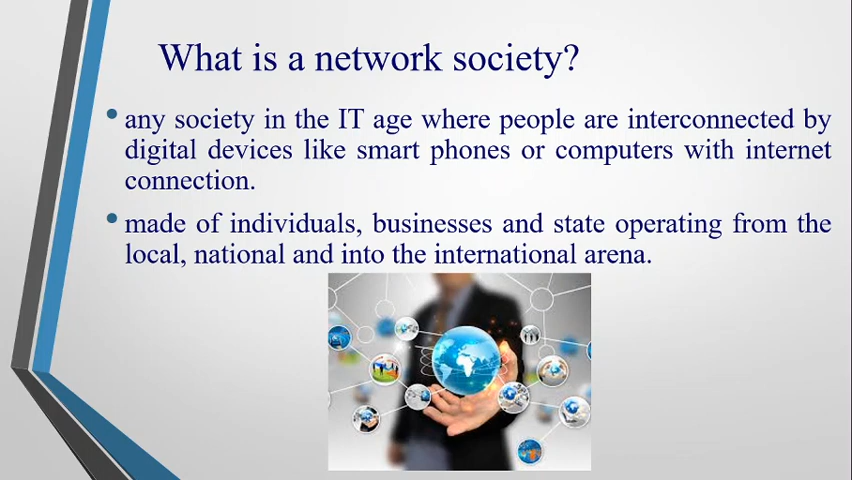 What is a network society?
• any society in the IT age where people are interconnected by
digital devices like smart phones or computers with internet
connection.
• made of individuals, businesses and state operating from the
local, national and into the international arena.